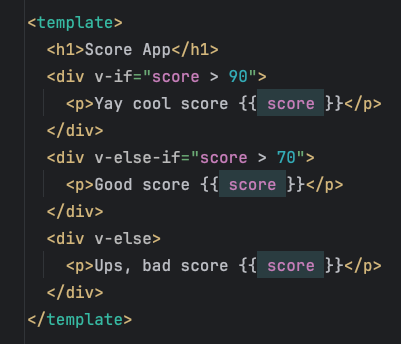 <template>
  <h1>Score App</h1>
  <div v-if="score > 90">
    <p>Yay cool score {{ score }}</p>
  </div>
  <div v-else-if="score > 70">
    <p>Good score {{ score }}</p>
  </div>
  <div v-else>
    <p>Ups, bad score {{ score }}</p>
  </div>
</template>